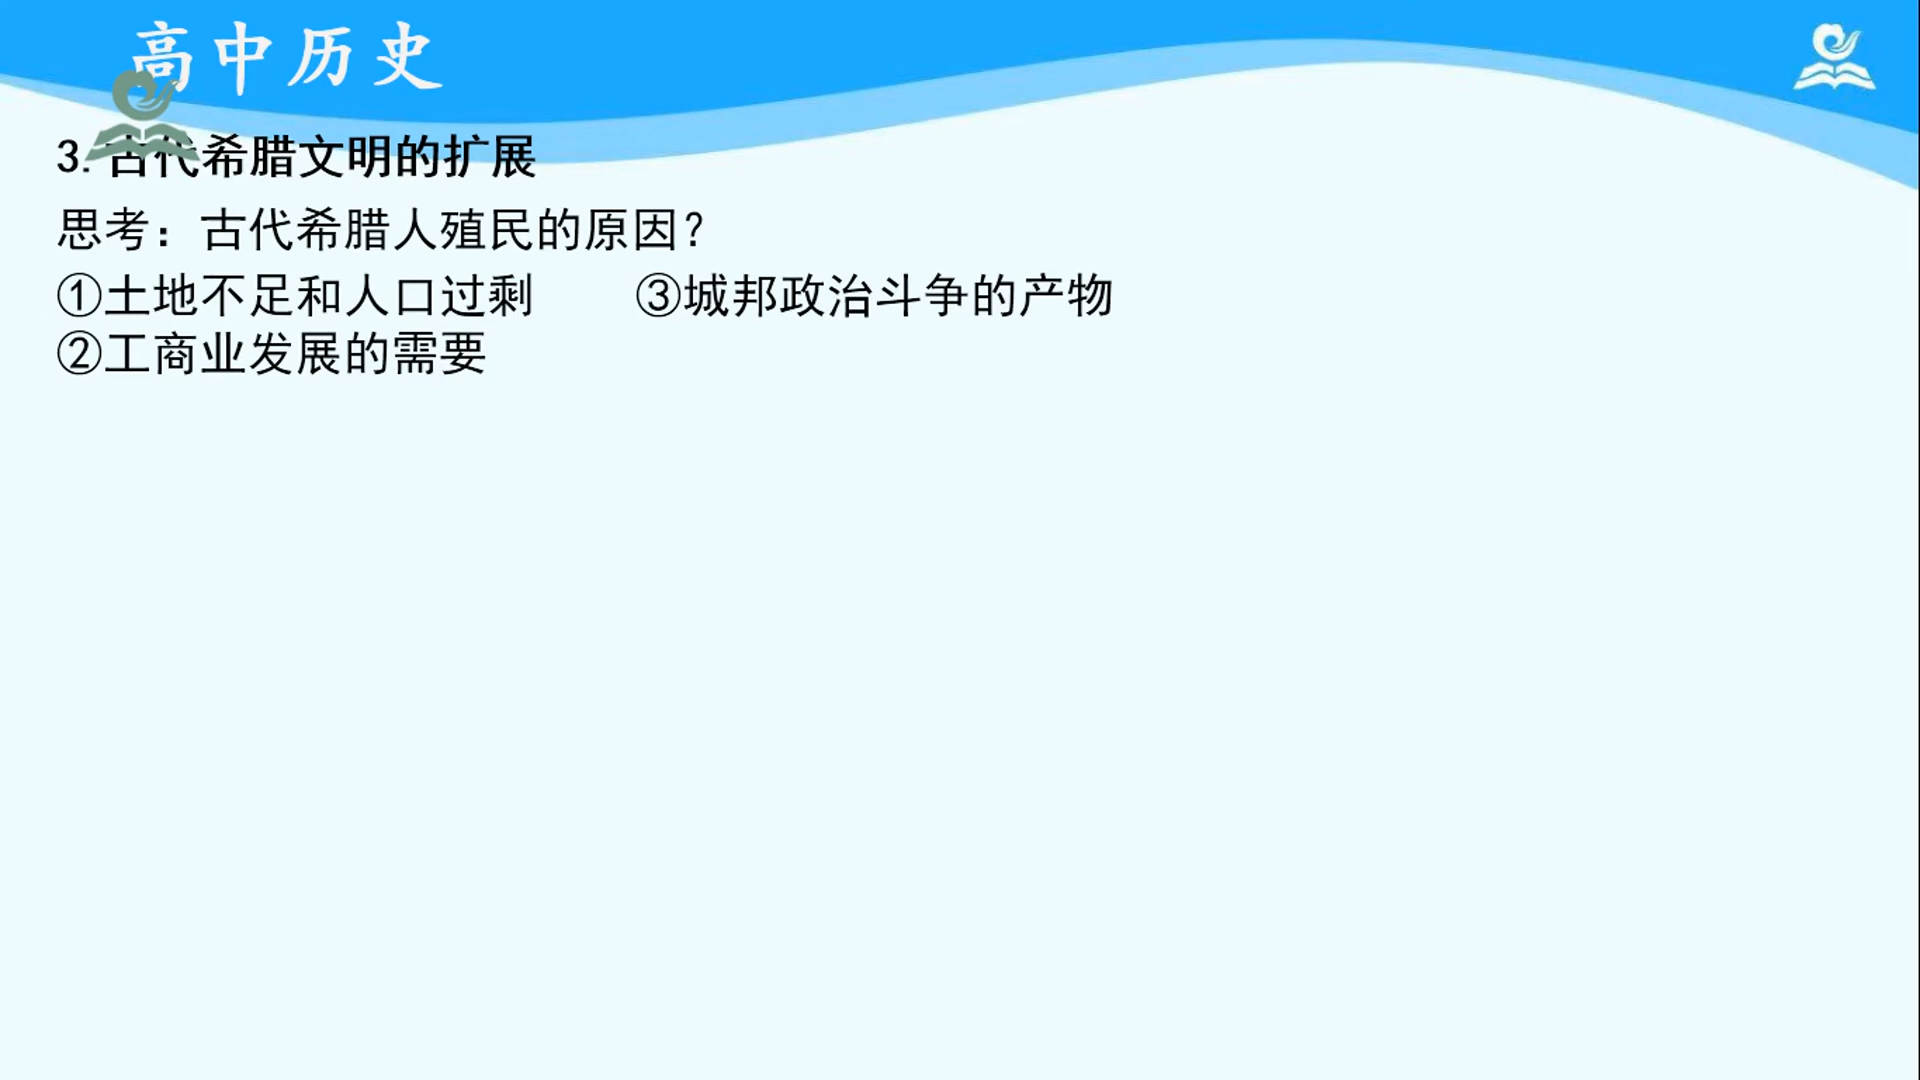 高中历史
3.古代希腊文明的扩展
思考：古代希腊人殖民的原因？
①土地不足和人口过剩 ③城邦政治斗争的产物
②工商业发展的需要